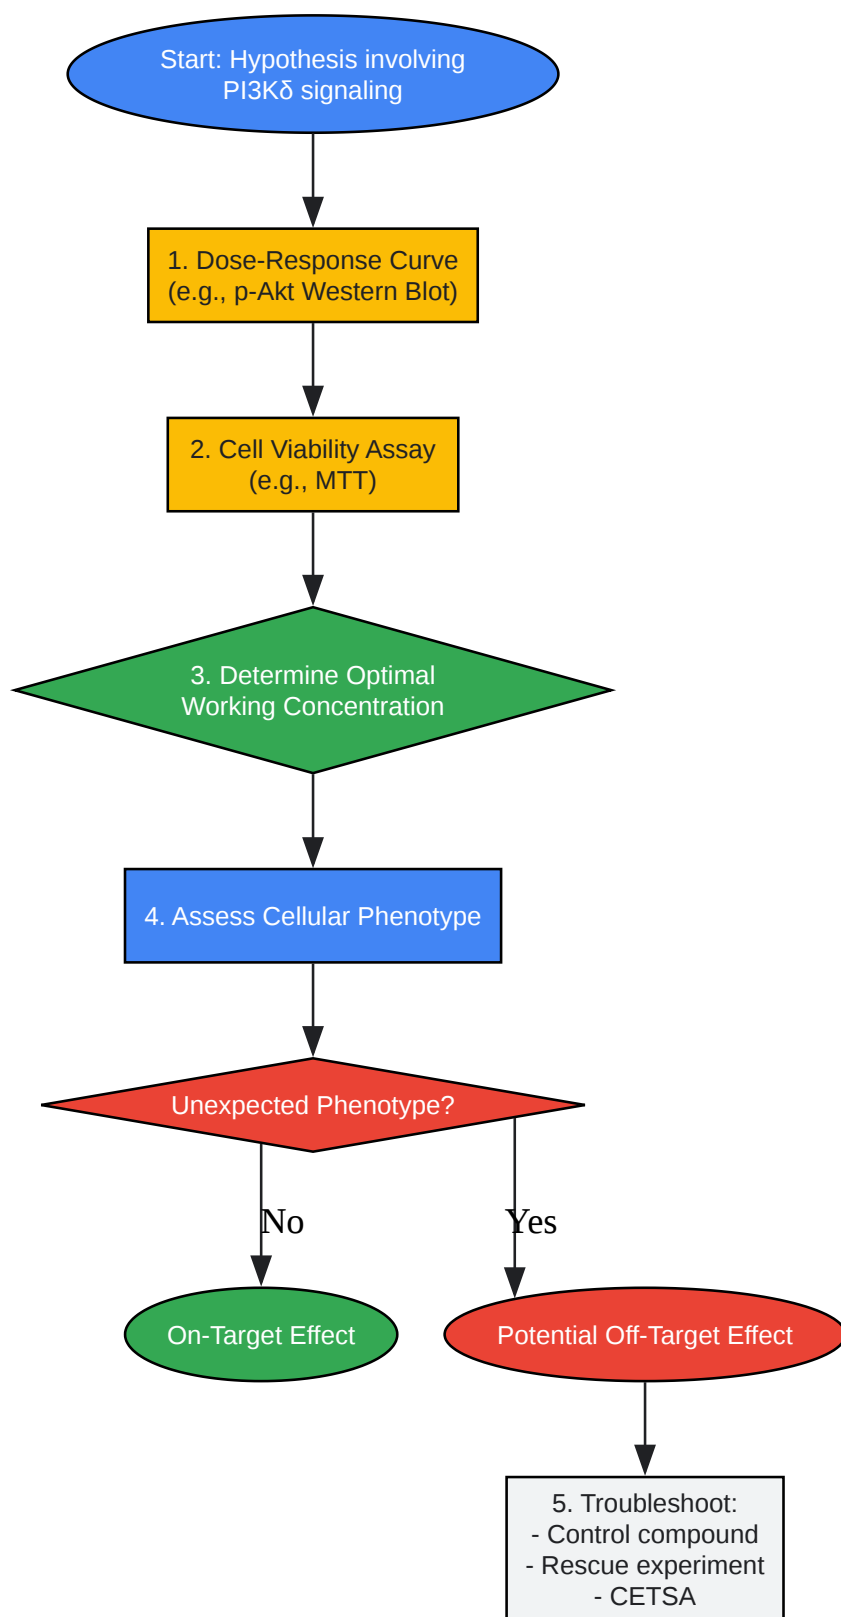 Start: Hypothesis involving
PI3Kδ signaling
1. Dose-Response Curve
(e.g., p-Akt Western Blot)
2. Cell Viability Assay
(e.g., MTT)
3. Determine Optimal
Working Concentration
4. Assess Cellular Phenotype
Unexpected Phenotype?
No
Yes
On-Target Effect
Potential Off-Target Effect
5. Troubleshoot:
- Control compound
- Rescue experiment
- CETSA